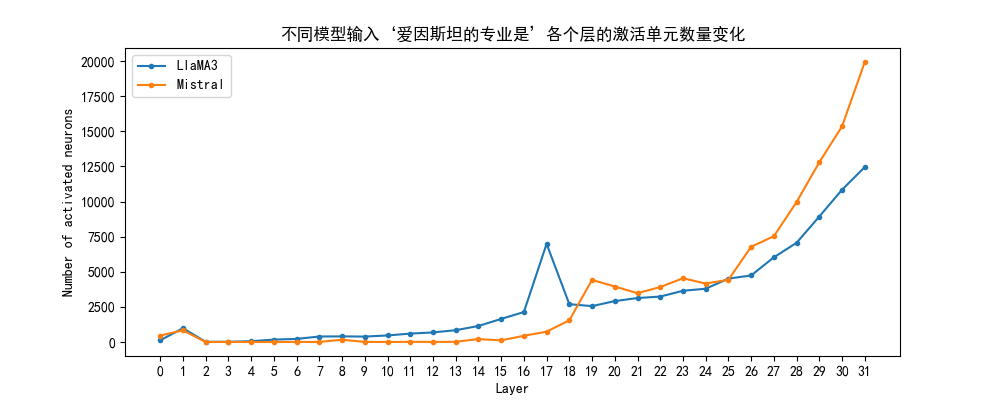 不同模型输入‘爱因斯坦的专业是’各个层的激活单元数量变化
LlaMA3
Mistral
20000
17500
15000
12500
10000
7500
5000
2500
0
Number of activated neurons
0 1 2 3 4 5 6 7 8 9 10 11 12 13 14 15 16 17 18 19 20 21 22 23 24 25 26 27 28 29 30 31
Layer